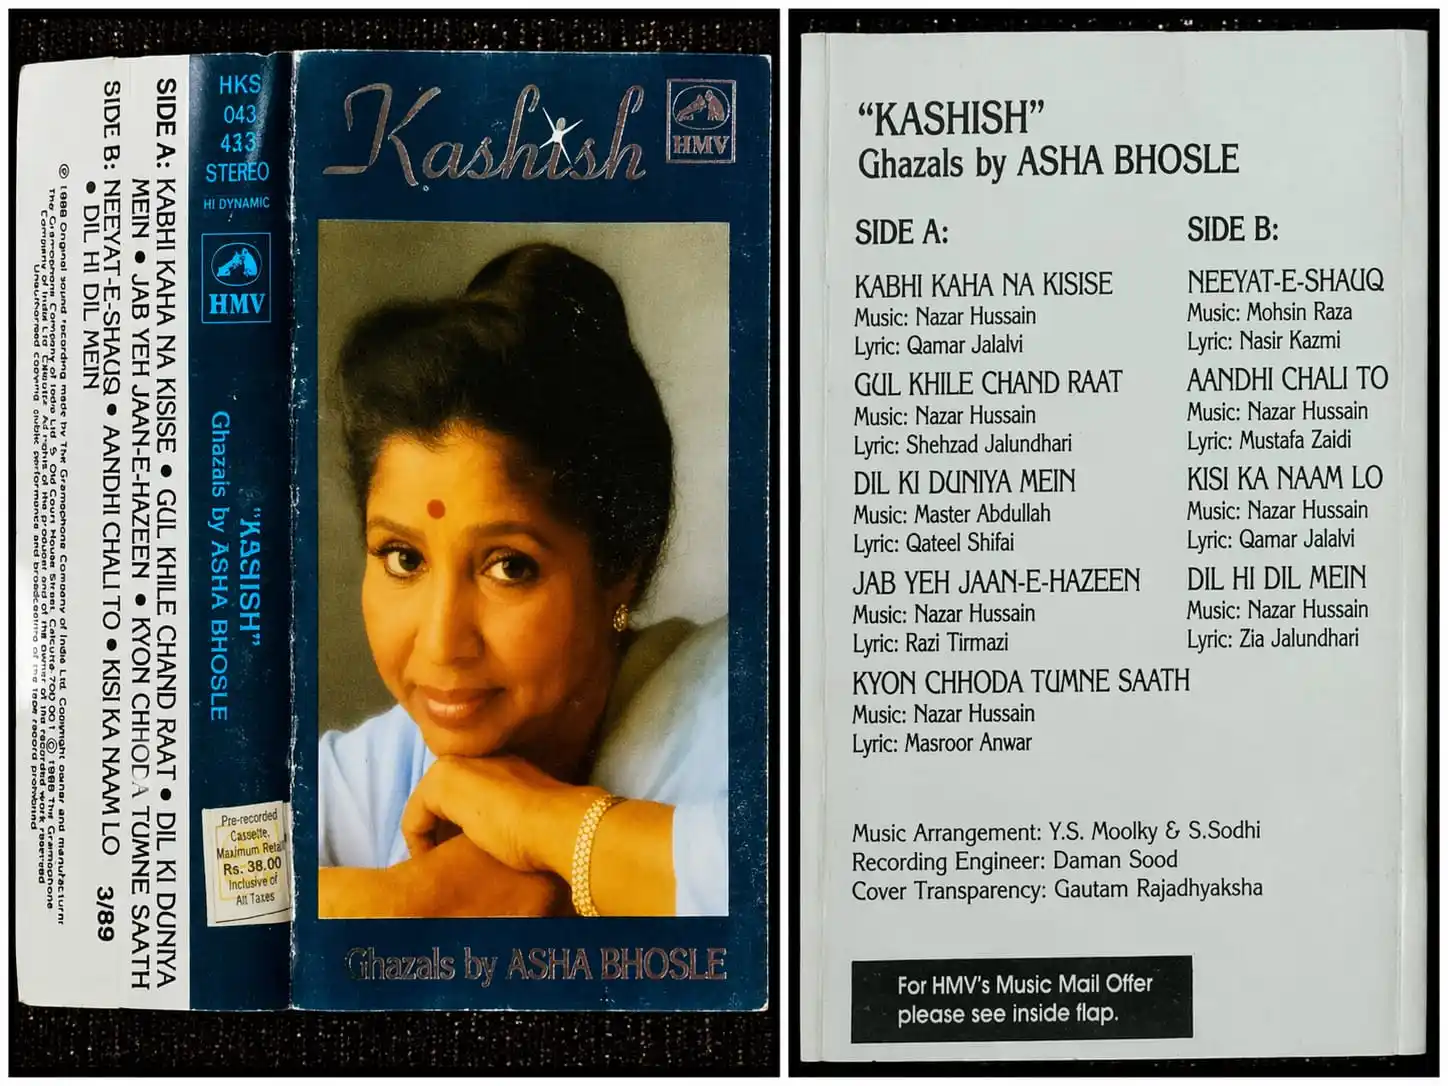 SIDE A: KABHI KAHA NA KISISE • GUL KHILE CHAND RAAT • DIL KI DUNIYA
MEIN • JAB YEH JAAN-E-HAZEEN • KYON CHHODA TUMNE SAATH
SIDE B: NEEYAT-E-SHAUQ • AANDHI CHALI TO • KISI KA NAAM LO
• DIL HI DIL MEIN
3/89
HKS
043
433
STEREO
HI DYNAMIC
HMV
"KASHISH"
Ghazals by ASHA BHOSLE
Pre-recorded
Cassette,
Maximum Retail
Rs. 38.00
Inclusive of
All Taxes
Kashish
HMV
Ghazals by ASHA BHOSLE
“KASHISH”
Ghazals by ASHA BHOSLE
SIDE A:
KABHI KAHA NA KISISE
Music: Nazar Hussain
Lyric: Qamar Jalalvi
GUL KHILE CHAND RAAT
Music: Nazar Hussain
Lyric: Shehzad Jalundhari
DIL KI DUNIYA MEIN
Music: Master Abdullah
Lyric: Qateel Shifai
JAB YEH JAAN-E-HAZEEN
Music: Nazar Hussain
Lyric: Razi Tirmazi
KYON CHHODA TUMNE SAATH
Music: Nazar Hussain
Lyric: Masroor Anwar
SIDE B:
NEEYAT-E-SHAUQ
Music: Mohsin Raza
Lyric: Nasir Kazmi
AANDHI CHALI TO
Music: Nazar Hussain
Lyric: Mustafa Zaidi
KISI KA NAAM LO
Music: Nazar Hussain
Lyric: Qamar Jalalvi
DIL HI DIL MEIN
Music: Nazar Hussain
Lyric: Zia Jalundhari
Music Arrangement: Y.S. Moolky & S.Sodhi
Recording Engineer: Daman Sood
Cover Transparency: Gautam Rajadhyaksha
For HMV's Music Mail Offer
please see inside flap.